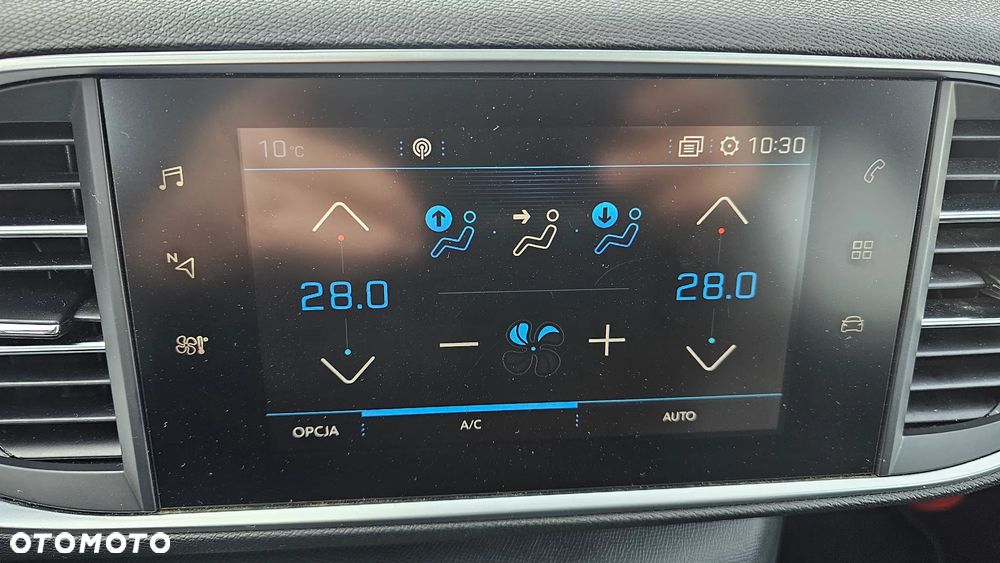 10°C
10:30
N
28.0
28.0
OPCJA
A/C
AUTO
OTOMOTO